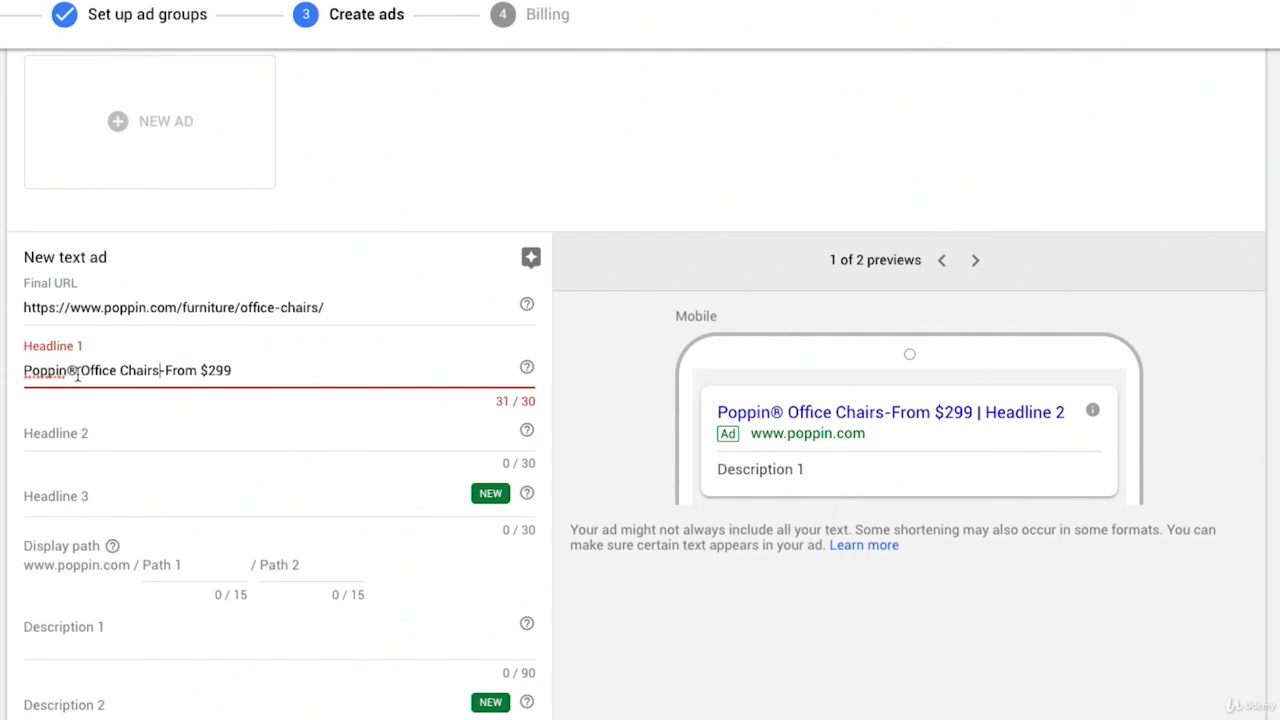 Set up ad groups
3
Create ads
4
Billing
NEW AD
New text ad
Final URL
https://www.poppin.com/furniture/office-chairs/
Headline 1
Poppin® Office Chairs-From $299
31 / 30
Headline 2
0 / 30
Headline 3
NEW
0 / 30
Display path
www.poppin.com / Path 1 / Path 2
0 / 15 0 / 15
Description 1
0 / 90
Description 2
NEW
1 of 2 previews
Mobile
Poppin® Office Chairs-From $299 | Headline 2
Ad www.poppin.com
Description 1
Your ad might not always include all your text. Some shortening may also occur in some formats. You can
make sure certain text appears in your ad. Learn more
Udemy